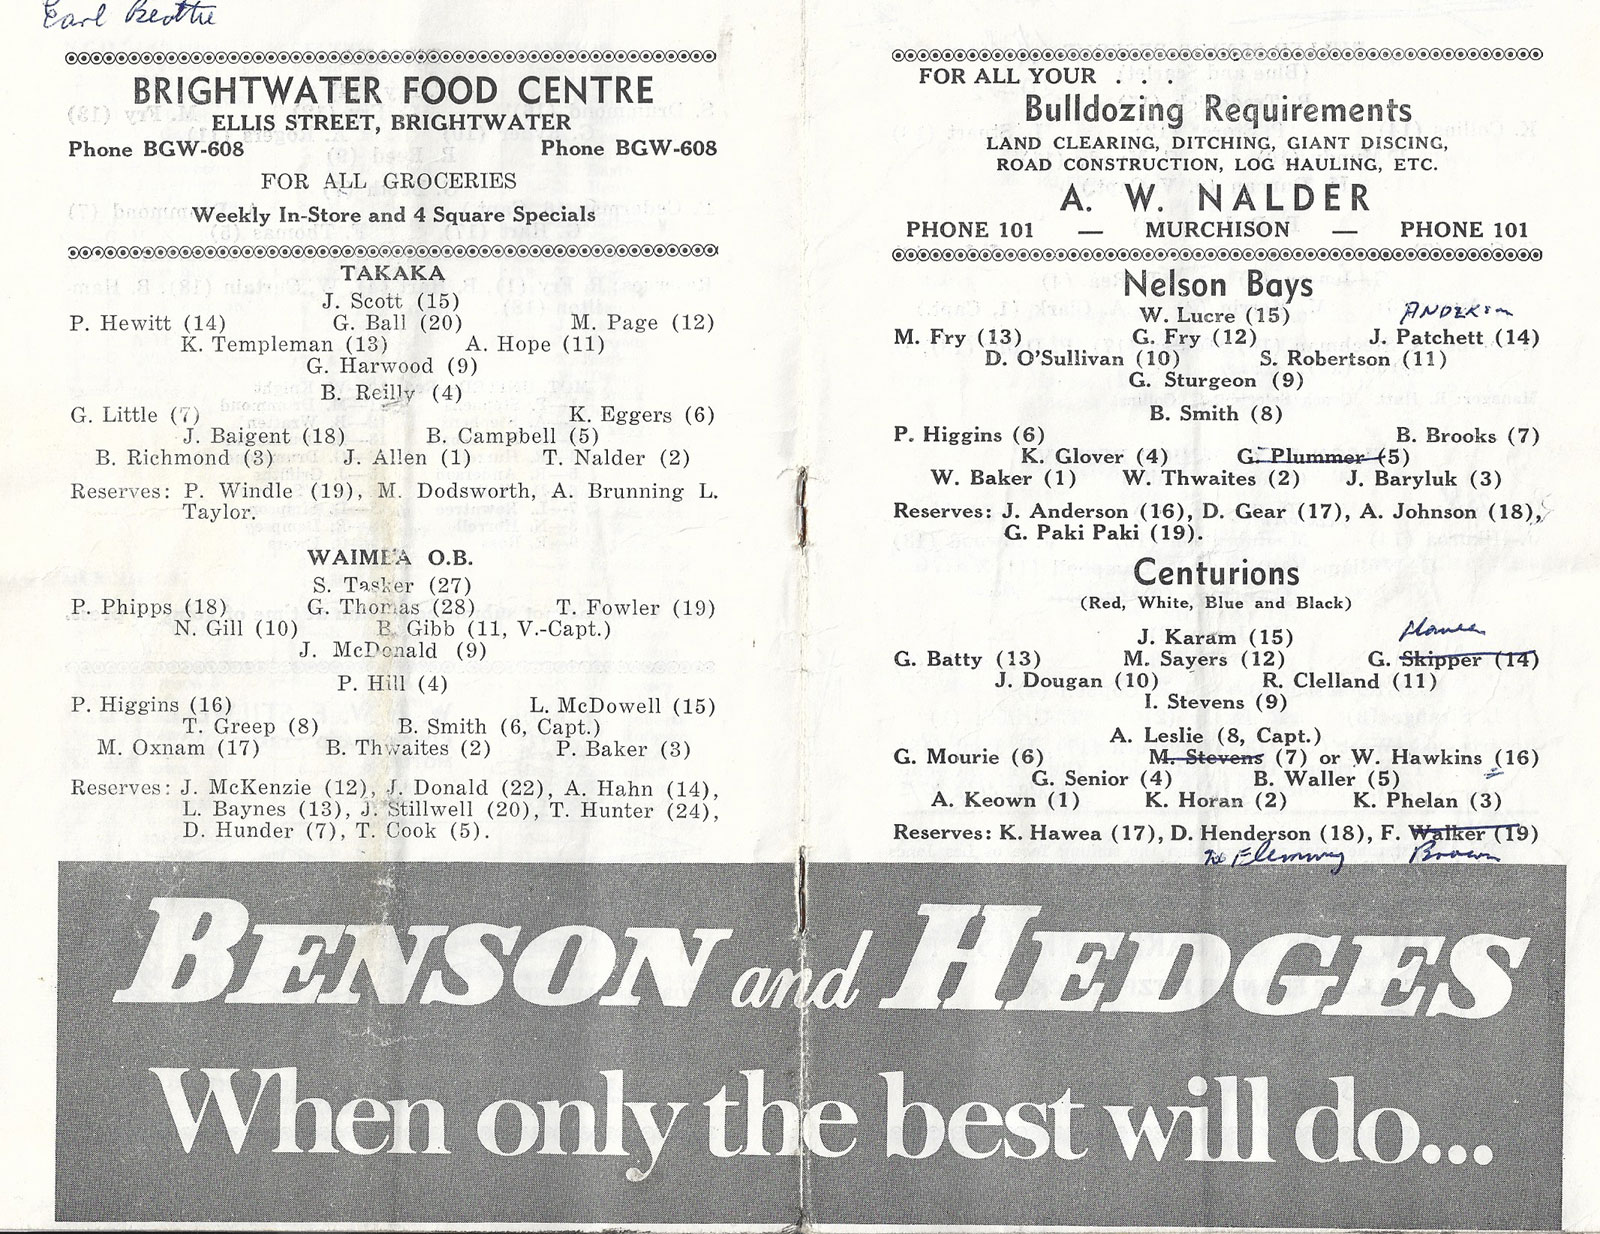 Earl Beattie
BRIGHTWATER FOOD CENTRE
ELLIS STREET, BRIGHTWATER
Phone BGW-608 Phone BGW-608
FOR ALL GROCERIES
Weekly In-Store and 4 Square Specials
TAKAKA
J. Scott (15)
P. Hewitt (14) G. Ball (20) M. Page (12)
K. Templeman (13) A. Hope (11)
G. Harwood (9)
B. Reilly (4)
G. Little (7) K. Eggers (6)
J. Baigent (18) B. Campbell (5)
B. Richmond (3) J. Allen (1) T. Nalder (2)
Reserves: P. Windle (19), M. Dodsworth, A. Brunning L.
Taylor.
WAIMEA O.B.
S. Tasker (27)
P. Phipps (18) G. Thomas (28) T. Fowler (19)
N. Gill (10) B. Gibb (11, V.-Capt.)
J. McDonald (9)
P. Hill (4)
P. Higgins (16) L. McDowell (15)
T. Greep (8) B. Smith (6, Capt.)
M. Oxnam (17) B. Thwaites (2) P. Baker (3)
Reserves: J. McKenzie (12), J. Donald (22), A. Hahn (14),
L. Baynes (13), J. Stillwell (20), T. Hunter (24),
D. Hunder (7), T. Cook (5).
FOR ALL YOUR . . .
Bulldozing Requirements
LAND CLEARING, DITCHING, GIANT DISCING,
ROAD CONSTRUCTION, LOG HAULING, ETC.
A. W. NALDER
PHONE 101 — MURCHISON — PHONE 101
Nelson Bays
W. Lucre (15) ANDERSON
M. Fry (13) G. Fry (12) J. Patchett (14)
D. O'Sullivan (10) S. Robertson (11)
G. Sturgeon (9)
B. Smith (8)
P. Higgins (6) B. Brooks (7)
K. Glover (4) G. Plummer (5)
W. Baker (1) W. Thwaites (2) J. Baryluk (3)
Reserves: J. Anderson (16), D. Gear (17), A. Johnson (18),
G. Paki Paki (19).
Centurions
(Red, White, Blue and Black)
J. Karam (15)
G. Batty (13) M. Sayers (12) G. Skipper (14)
J. Dougan (10) R. Clelland (11)
I. Stevens (9)
A. Leslie (8, Capt.)
G. Mourie (6) M. Stevens (7) or W. Hawkins (16)
G. Senior (4) B. Waller (5)
A. Keown (1) K. Horan (2) K. Phelan (3)
Reserves: K. Hawea (17), D. Henderson (18), F. Walker (19)
Flemming Brown
BENSON and HEDGES
When only the best will do...